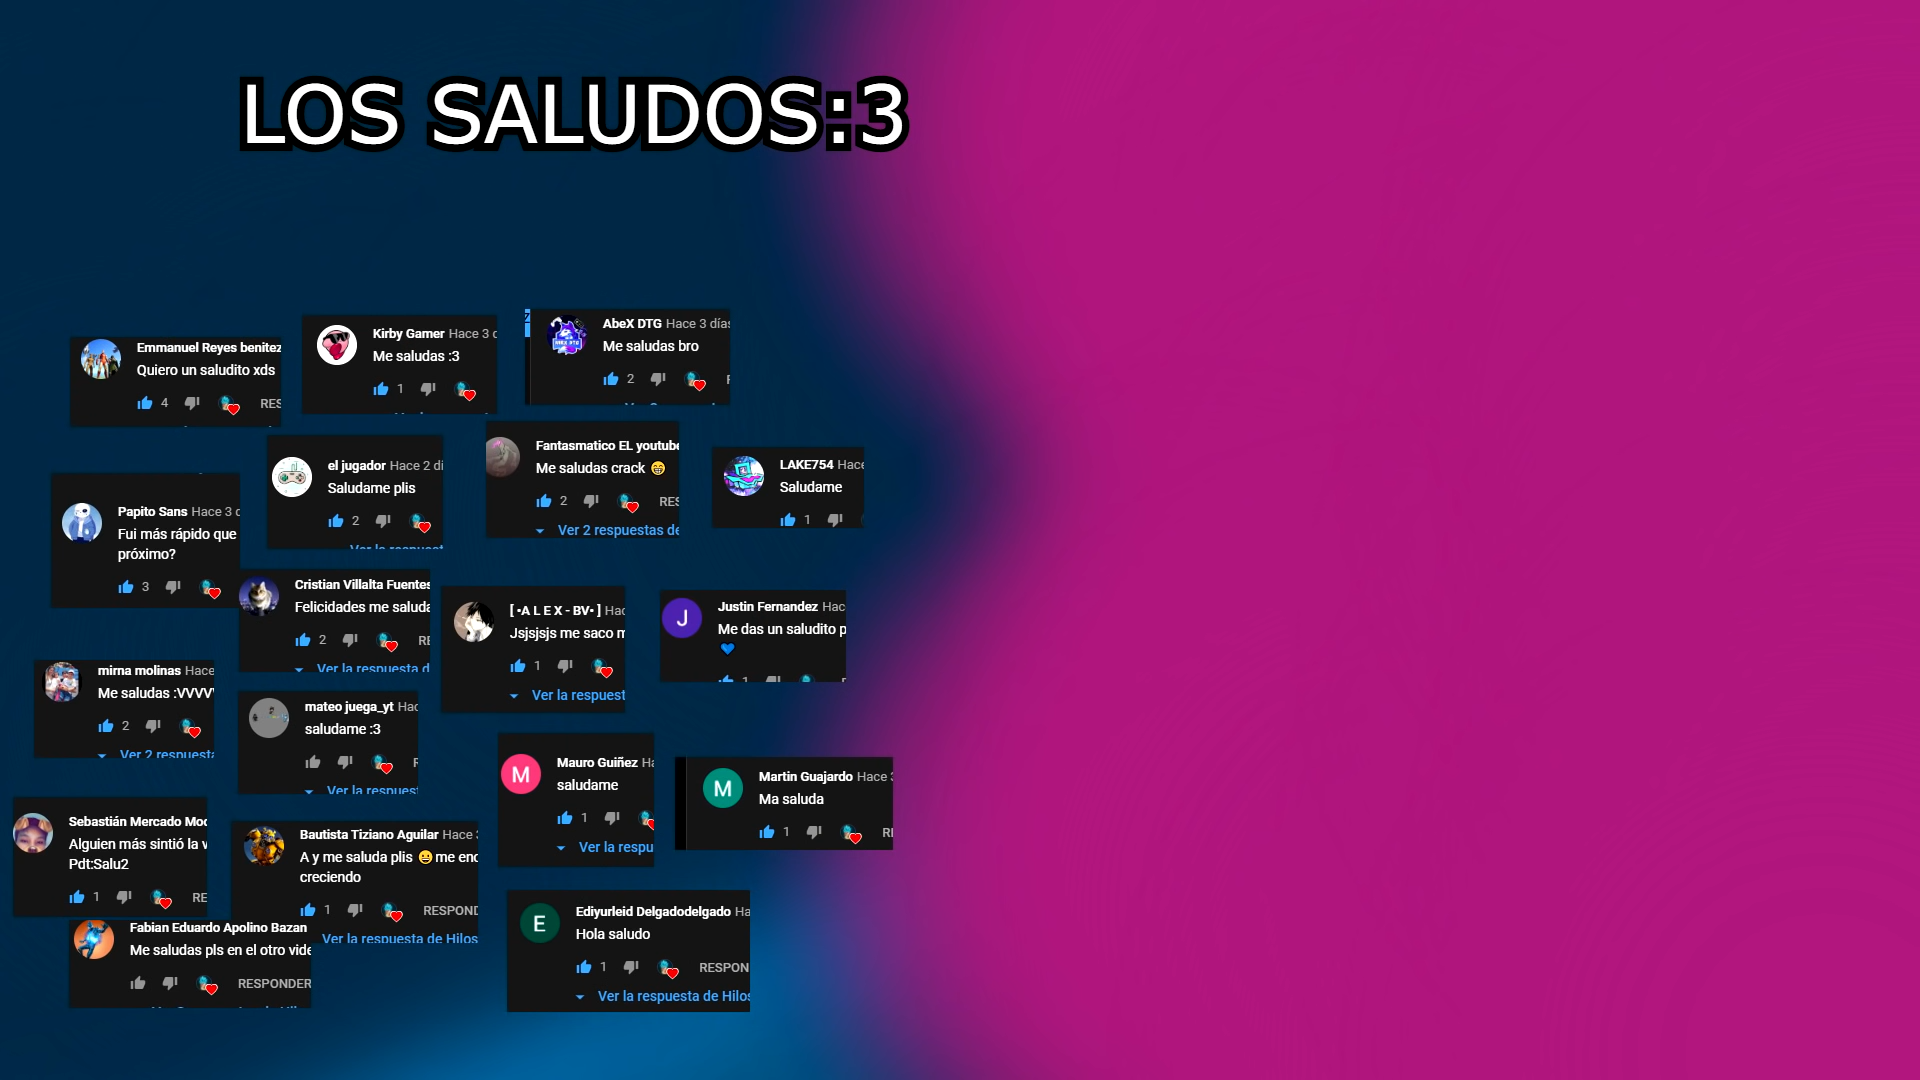 LOS SALUDOS:3
Emmanuel Reyes benitez
Quiero un saludito xds
4
Kirby Gamer Hace 3
Me saludas :3
1
AbeX DTG Hace 3 días
Me saludas bro
2
el jugador Hace 2
Saludame plis
2
Fantasmatico EL youtube
Me saludas crack 😁
2
Ver 2 respuestas de
LAKE754 Hace
Saludame
1
Papito Sans Hace 3
Fui más rápido que
próximo?
3
Cristian Villalta Fuentes
Felicidades me saluda
2
Ver la respuesta
[ •A L E X - BV• ]
Jsjsjsjs me saco
1
Ver la respuest
Justin Fernandez Hac
Me das un saludito
💙
1
mirna molinas Hace
Me saludas :VVVV
2
Ver 2 respuesta
mateo juega_yt Hac
saludame :3
Ver la respuest
Mauro Guiñez
saludame
1
Ver la respu
Martin Guajardo Hace
Ma saluda
1
Sebastián Mercado
Alguien más sintió la
Pdt:Salu2
1
RE
Bautista Tiziano Aguilar Hace
A y me saluda plis 😀 me enc
creciendo
1
RESPOND
Ver la respuesta de Hilos
Fabian Eduardo Apolino Bazan
Me saludas pls en el otro vide
RESPONDER
Ediyurleid Delgadodelgado Ha
Hola saludo
1
RESPON
Ver la respuesta de Hilos